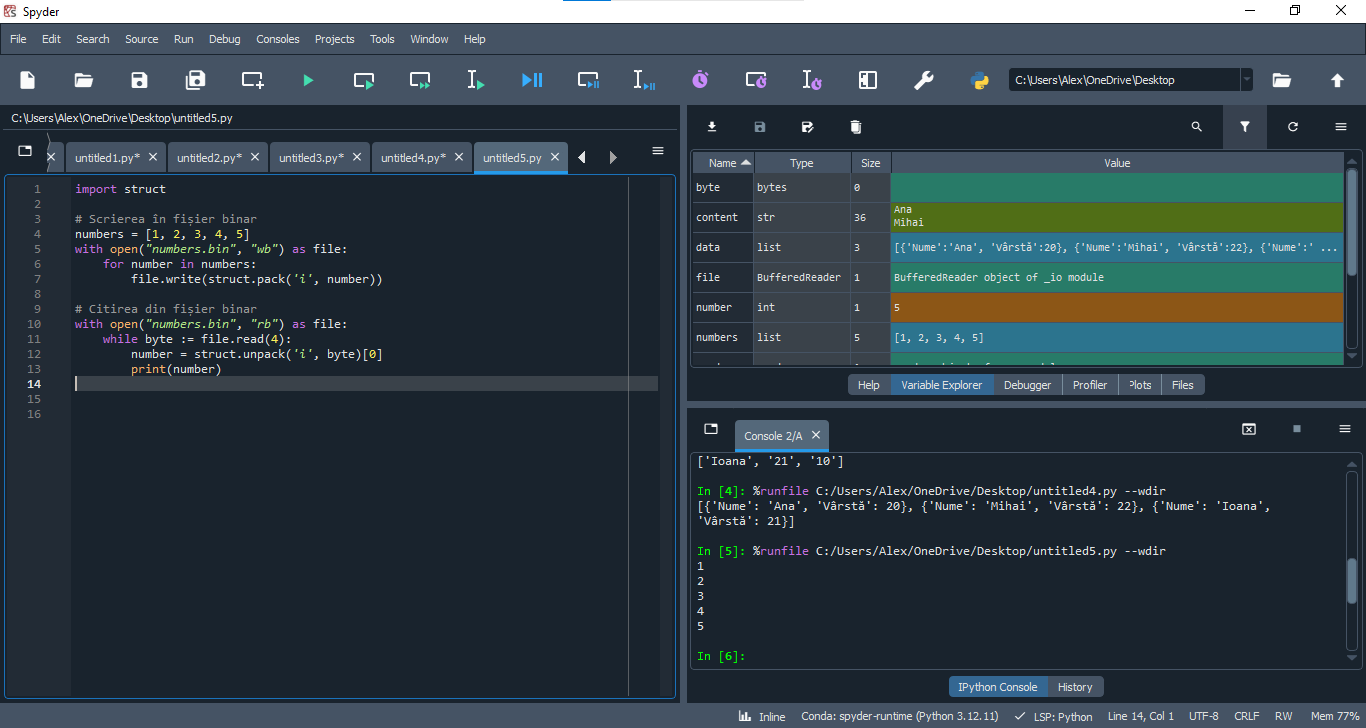 Spyder
File Edit Search Source Run Debug Consoles Projects Tools Window Help
C:\Users\Alex\OneDrive\Desktop
C:\Users\Alex\OneDrive\Desktop\untitled5.py
untitled1.py* untitled2.py* untitled3.py* untitled4.py* untitled5.py
1 import struct
2
3 # Scrierea în fișier binar
4 numbers = [1, 2, 3, 4, 5]
5 with open("numbers.bin", "wb") as file:
6     for number in numbers:
7         file.write(struct.pack('i', number))
8
9 # Citirea din fișier binar
10 with open("numbers.bin", "rb") as file:
11     while byte := file.read(4):
12         number = struct.unpack('i', byte)[0]
13         print(number)
14
15
16
Name Type Size Value
byte bytes 0
content str 36 Ana
Mihai
data list 3 [{'Nume':'Ana', 'Vârstă':20}, {'Nume':'Mihai', 'Vârstă':22}, {'Nume':' ...
file BufferedReader 1 BufferedReader object of _io module
number int 1 5
numbers list 5 [1, 2, 3, 4, 5]
Help Variable Explorer Debugger Profiler Plots Files
Console 2/A
['Ioana', '21', '10']
In [4]: %runfile C:/Users/Alex/OneDrive/Desktop/untitled4.py --wdir
[{'Nume': 'Ana', 'Vârstă': 20}, {'Nume': 'Mihai', 'Vârstă': 22}, {'Nume': 'Ioana',
'Vârstă': 21}]
In [5]: %runfile C:/Users/Alex/OneDrive/Desktop/untitled5.py --wdir
1
2
3
4
5
In [6]:
IPython Console History
Inline Conda: spyder-runtime (Python 3.12.11) LSP: Python Line 14, Col 1 UTF-8 CRLF RW Mem 77%